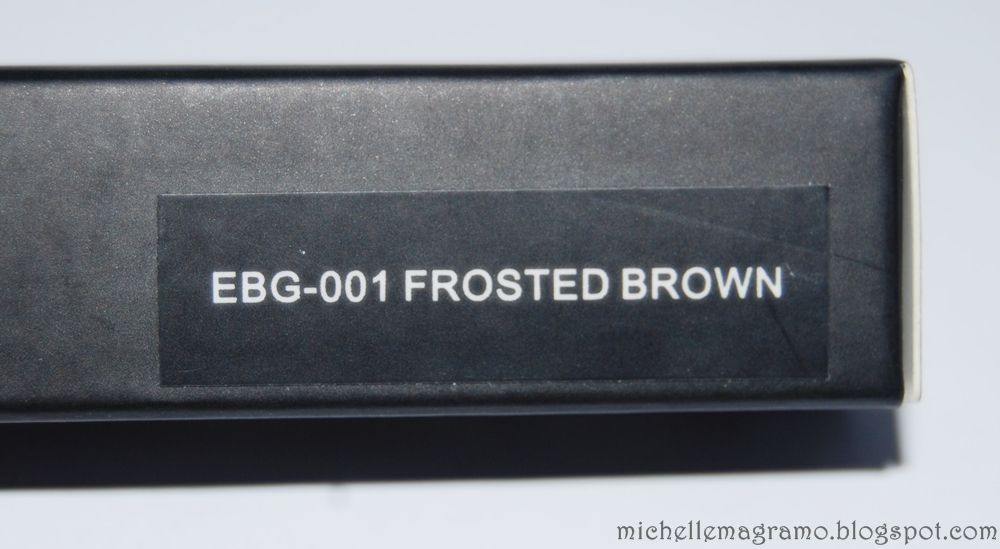 EBG-001 FROSTED BROWN
michellemagramo.blogspot.com